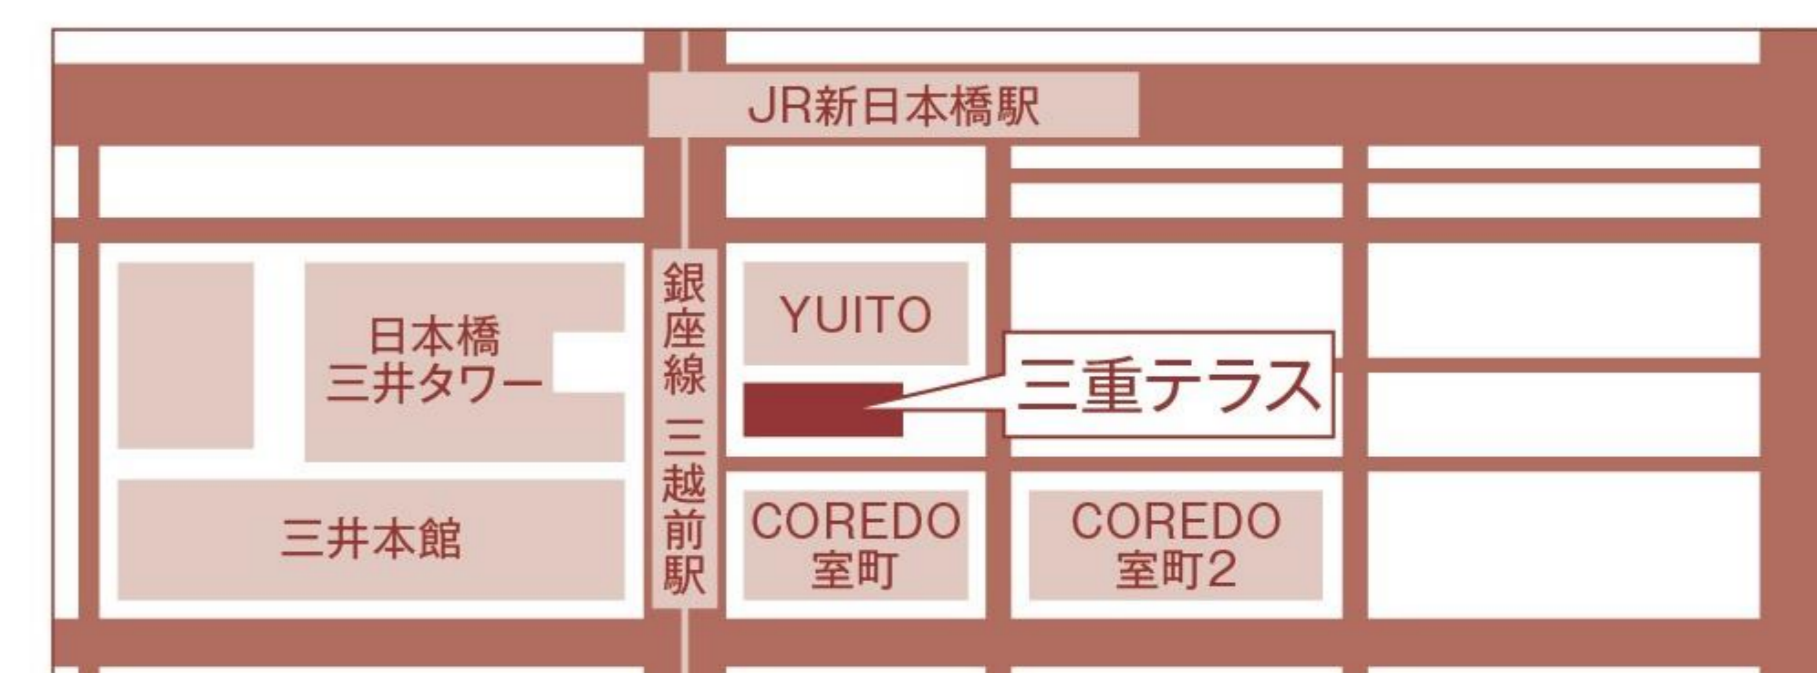 JR新日本橋駅
銀座線 三越前駅
YUITO
日本橋
三井タワー
三重テラス
三井本館
COREDO
室町
COREDO
室町2